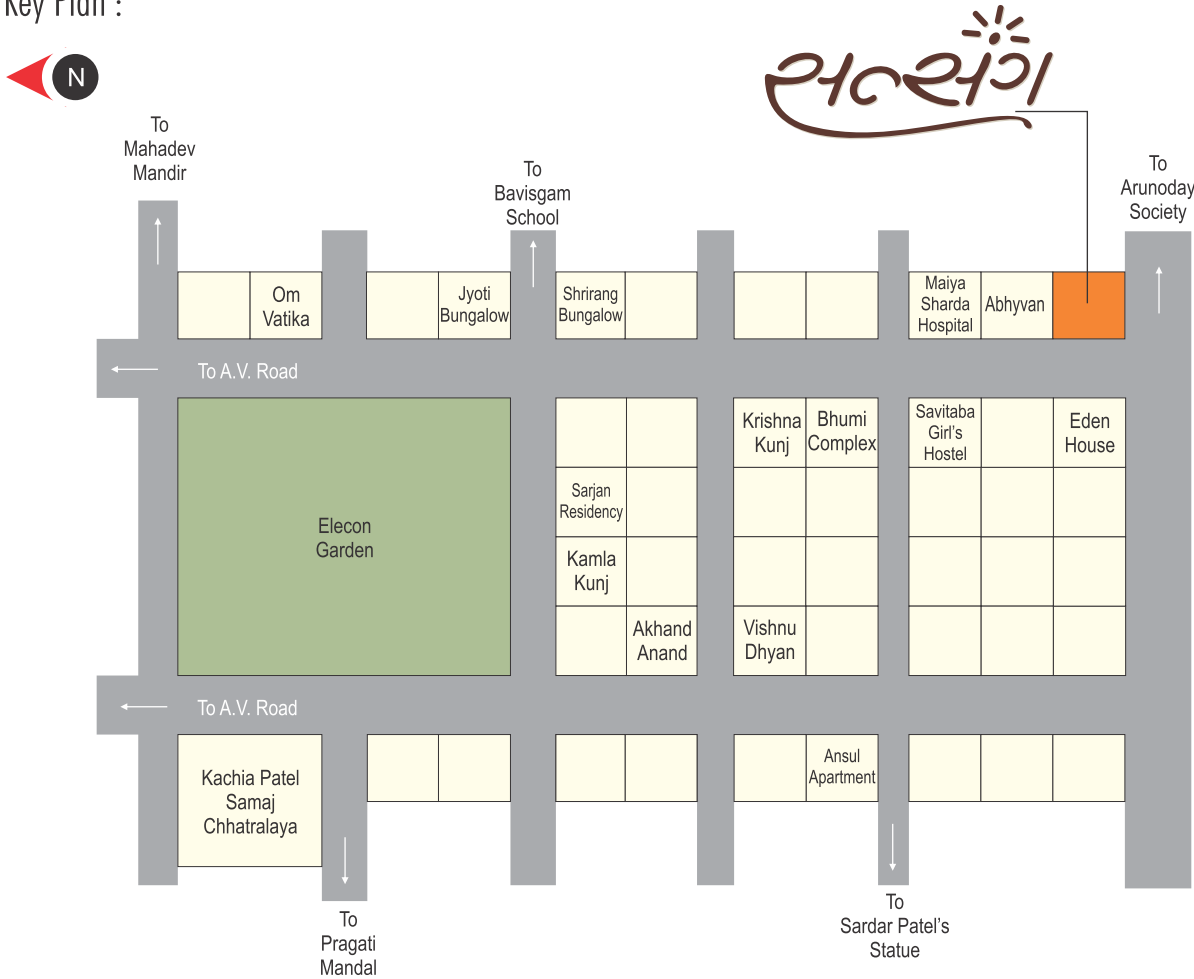 Key Plan :
N
સત્સંગ
To
Mahadev
Mandir
To
Bavisgam
School
To
Arunoday
Society
Om
Vatika
Jyoti
Bungalow
Shrirang
Bungalow
Maiya
Sharda
Hospital
Abhyvan
To A.V. Road
Elecon
Garden
Krishna
Kunj
Bhumi
Complex
Savitaba
Girl's
Hostel
Eden
House
Sarjan
Residency
Kamla
Kunj
Akhand
Anand
Vishnu
Dhyan
To A.V. Road
Kachia Patel
Samaj
Chhatralaya
Ansul
Apartment
To
Pragati
Mandal
To
Sardar Patel's
Statue